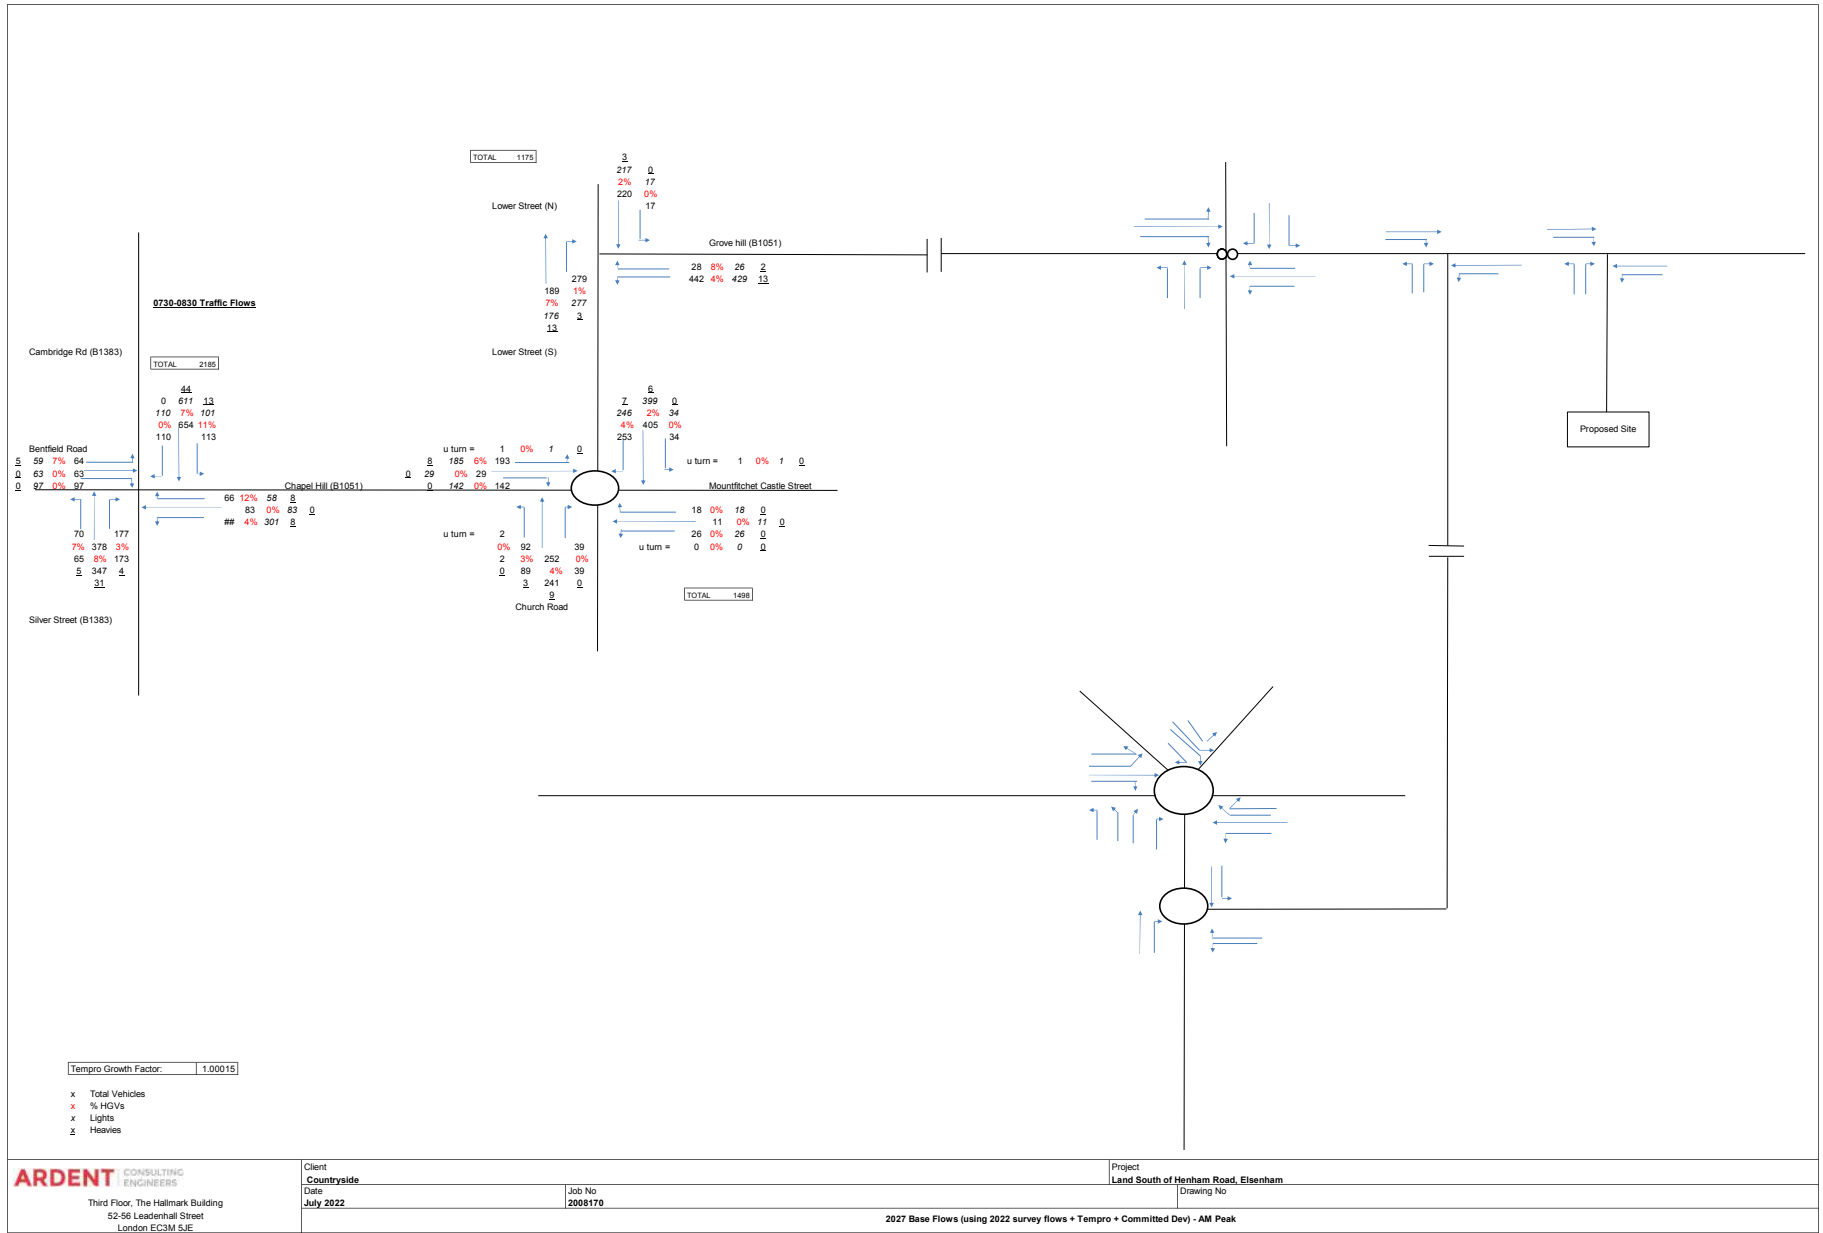 TOTAL 1175
3
217 0
2% 17
220 0%
17
Lower Street (N)
Grove hill (B1051)
28 8% 26 2
442 4% 429 13
279
189 1%
7% 277
176 3
13
Lower Street (S)
0730-0830 Traffic Flows
Cambridge Rd (B1383)
TOTAL 2185
44
0 611 13
110 7% 101
0% 654 11%
110 113
Bentfield Road
5 59 7% 64
0 63 0% 63
0 97 0% 97
Chapel Hill (B1051)
66 12% 58 8
83 0% 83 0
## 4% 301 8
70 177
7% 378 3%
65 8% 173
5 347 4
31
Silver Street (B1383)
6
7 399 0
246 2% 34
4% 405 0%
253 34
u turn = 1 0% 1 0
8 185 6% 193
0 29 0% 29
0 142 0% 142
u turn = 1 0% 1 0
Mountfitchet Castle Street
18 0% 18 0
11 0% 11 0
26 0% 26 0
u turn = 0 0% 0 0
u turn = 2
0% 92 39
2 3% 252 0%
0 89 4% 39
3 241 0
9
Church Road
TOTAL 1498
Proposed Site
Tempro Growth Factor: 1.00015
x Total Vehicles
x % HGVs
x Lights
x Heavies
ARDENT CONSULTING ENGINEERS
Third Floor, The Hallmark Building
52-56 Leadenhall Street
London EC3M 5JE
Client
Countryside
Project
Land South of Henham Road, Elsenham
Date
July 2022
Job No
2008170
Drawing No
2027 Base Flows (using 2022 survey flows + Tempro + Committed Dev) - AM Peak